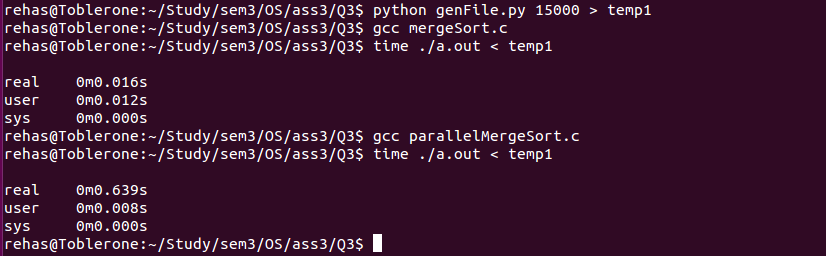 rehas@Toblerone:~/Study/sem3/OS/ass3/Q3$ python genFile.py 15000 > temp1
rehas@Toblerone:~/Study/sem3/OS/ass3/Q3$ gcc mergeSort.c
rehas@Toblerone:~/Study/sem3/OS/ass3/Q3$ time ./a.out < temp1

real    0m0.016s
user    0m0.012s
sys     0m0.000s
rehas@Toblerone:~/Study/sem3/OS/ass3/Q3$ gcc parallelMergeSort.c
rehas@Toblerone:~/Study/sem3/OS/ass3/Q3$ time ./a.out < temp1

real    0m0.639s
user    0m0.008s
sys     0m0.000s
rehas@Toblerone:~/Study/sem3/OS/ass3/Q3$